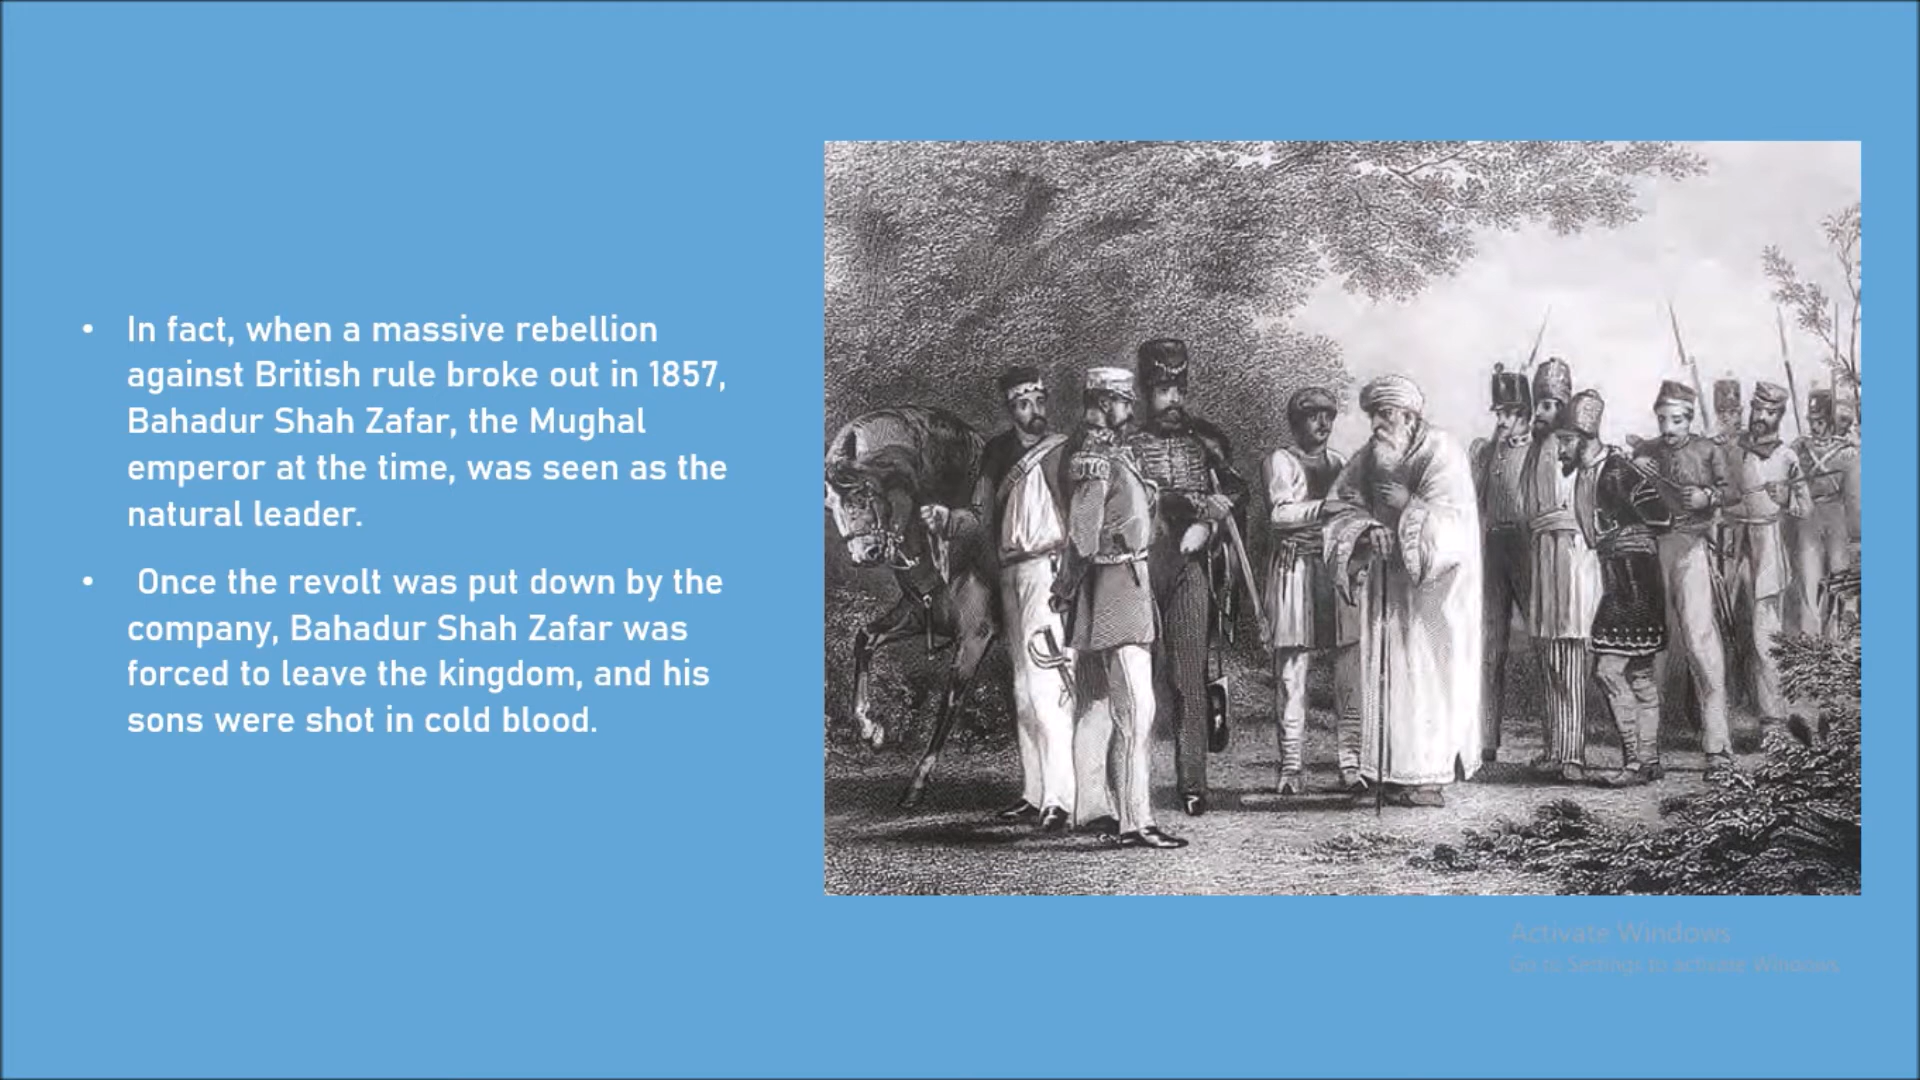 • In fact, when a massive rebellion
against British rule broke out in 1857,
Bahadur Shah Zafar, the Mughal
emperor at the time, was seen as the
natural leader.
• Once the revolt was put down by the
company, Bahadur Shah Zafar was
forced to leave the kingdom, and his
sons were shot in cold blood.
Activate Windows
Go to Settings to activate Windows.